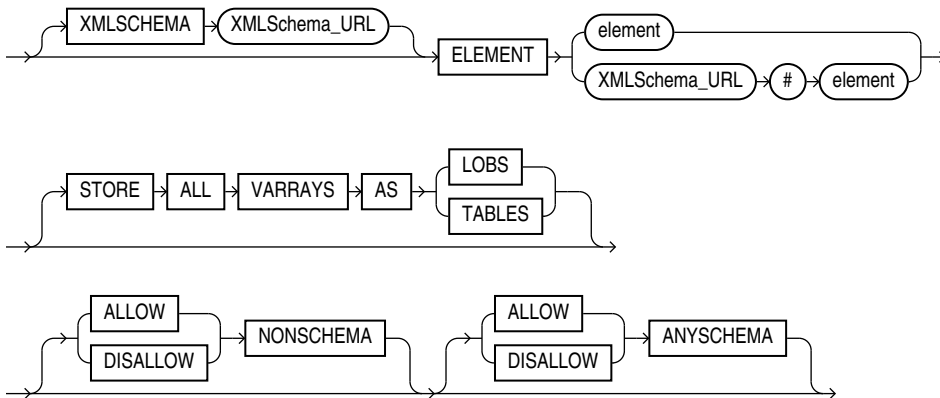 XMLSCHEMA XMLSchema_URL
ELEMENT element
XMLSchema_URL # element
STORE ALL VARRAYS AS LOBS
TABLES
ALLOW NONSCHEMA ALLOW ANYSCHEMA
DISALLOW DISALLOW